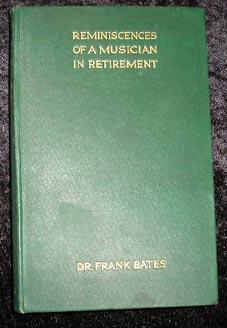 REMINISCENCES
OF A MUSICIAN
IN RETIREMENT
DR. FRANK BATES